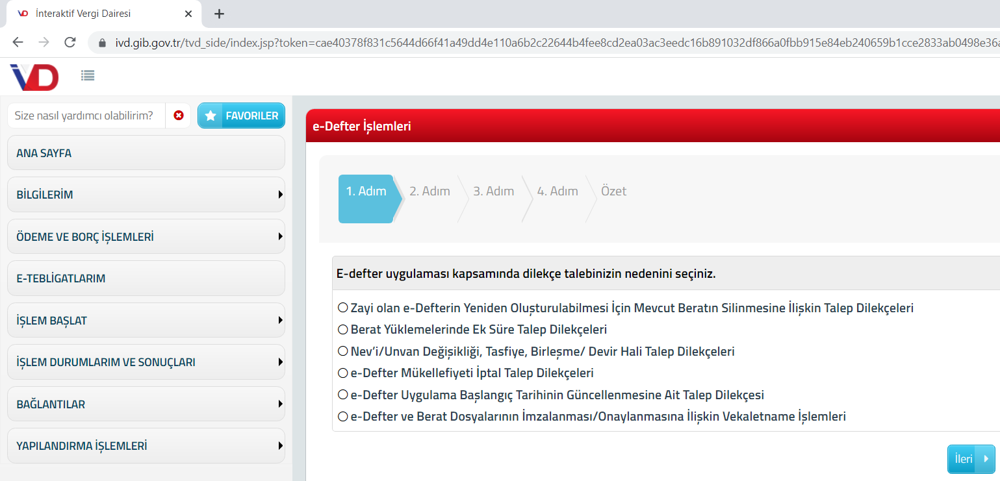 İnteraktif Vergi Dairesi
ivd.gib.gov.tr/tvd_side/index.jsp?token=cae40378f831c5644d66f41a49dd4e110a6b2c22644b4fee8cd2ea03ac3eedc16b891032df866a0fbb915e84eb240659b1cce2833ab0498e36a
İVD
Size nasıl yardımcı olabilirim?
FAVORİLER
ANA SAYFA
BİLGİLERİM
ÖDEME VE BORÇ İŞLEMLERİ
E-TEBLİGATLARIM
İŞLEM BAŞLAT
İŞLEM DURUMLARIM VE SONUÇLARI
BAĞLANTILAR
YAPILANDIRMA İŞLEMLERİ
e-Defter İşlemleri
1. Adım
2. Adım
3. Adım
4. Adım
Özet
E-defter uygulaması kapsamında dilekçe talebinizin nedenini seçiniz.
Zayi olan e-Defterin Yeniden Oluşturulabilmesi İçin Mevcut Beratın Silinmesine İlişkin Talep Dilekçeleri
Berat Yüklemelerinde Ek Süre Talep Dilekçeleri
Nev’i/Unvan Değişikliği, Tasfiye, Birleşme/ Devir Hali Talep Dilekçeleri
e-Defter Mükellefiyeti İptal Talep Dilekçeleri
e-Defter Uygulama Başlangıç Tarihinin Güncellenmesine Ait Talep Dilekçesi
e-Defter ve Berat Dosyalarının İmzalanması/Onaylanmasına İlişkin Vekaletname İşlemleri
İleri